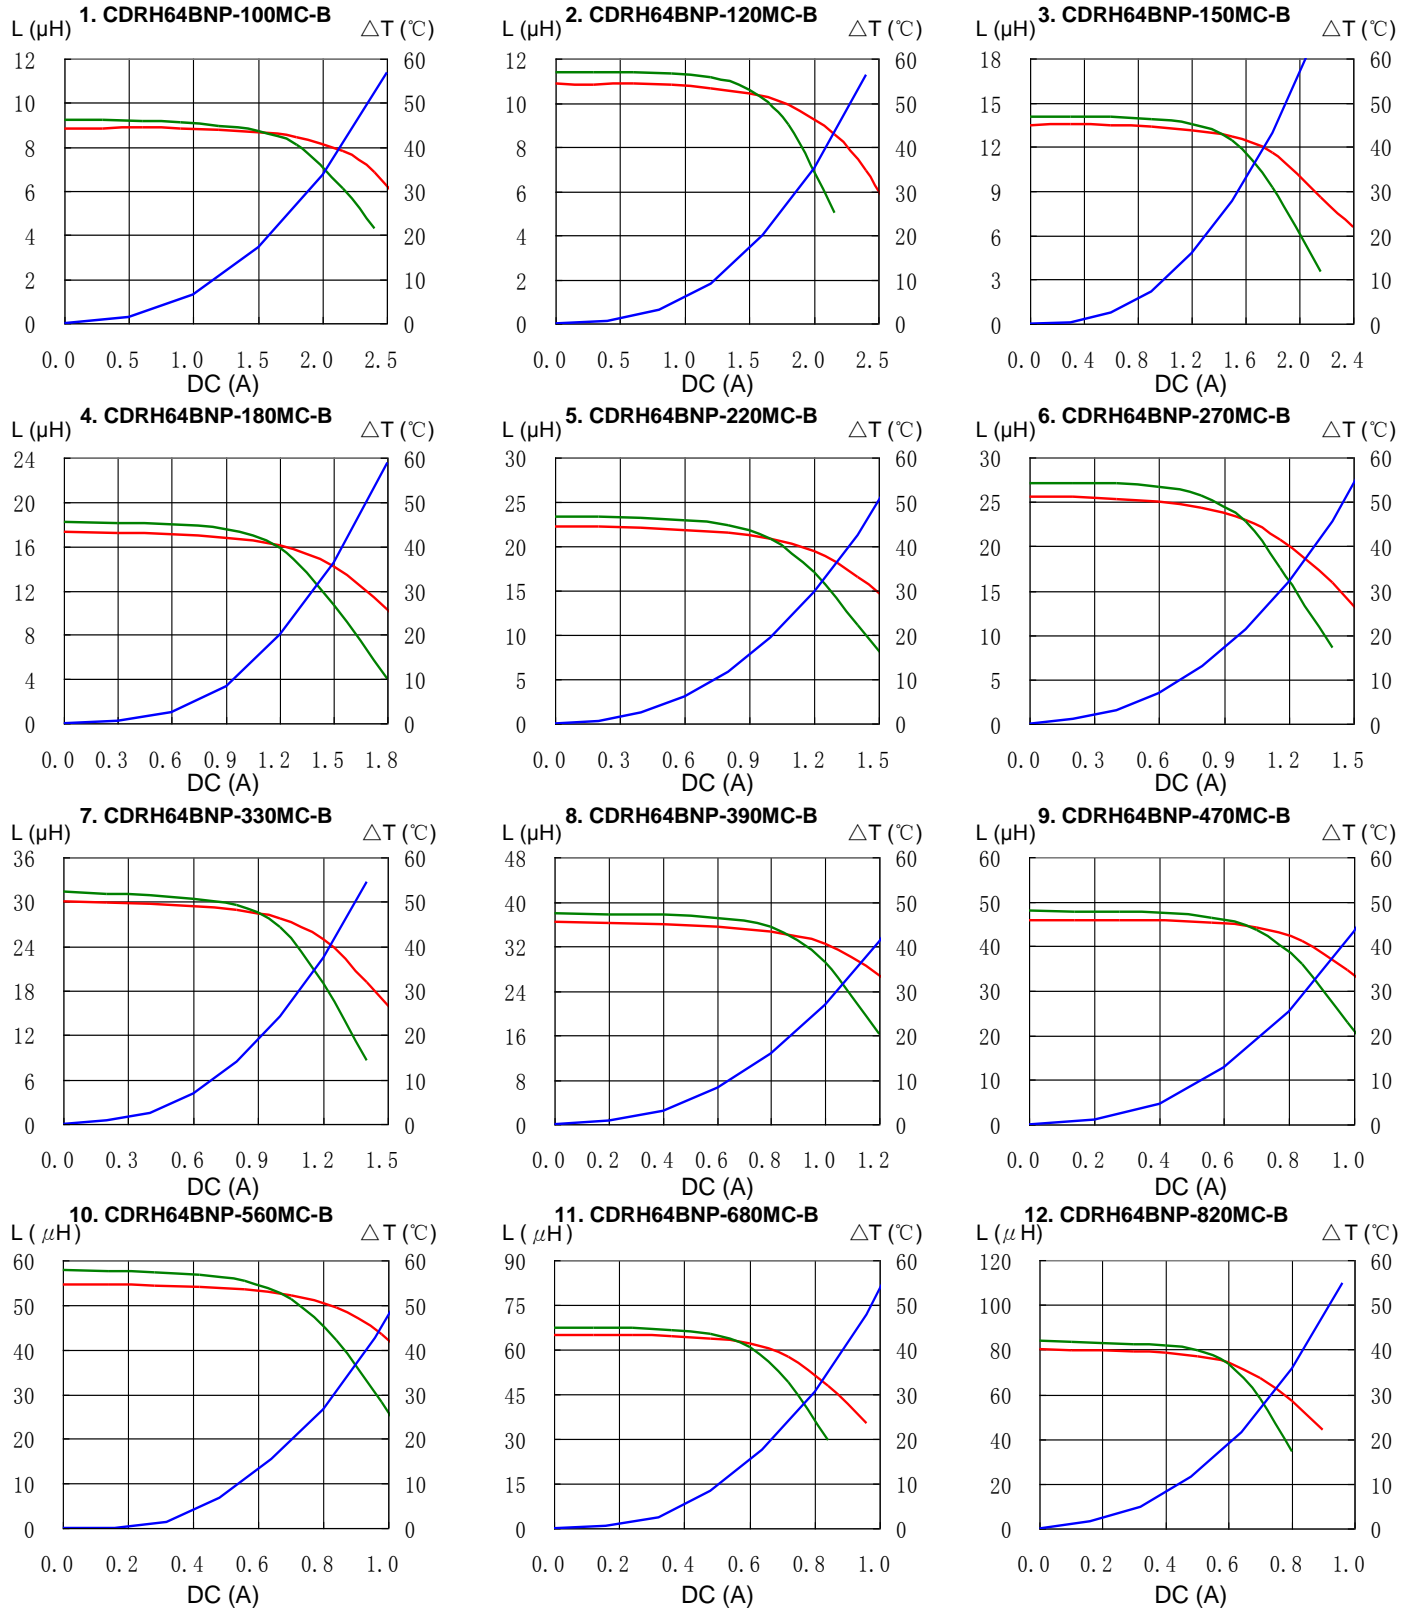 1. CDRH64BNP-100MC-B
L (μH) △T (℃)
12 60
10 50
8 40
6 30
4 20
2 10
0 0
0.0 0.5 1.0 1.5 2.0 2.5
DC (A)
2. CDRH64BNP-120MC-B
L (μH) △T (℃)
12 60
10 50
8 40
6 30
4 20
2 10
0 0
0.0 0.5 1.0 1.5 2.0 2.5
DC (A)
3. CDRH64BNP-150MC-B
L (μH) △T (℃)
18 60
15 50
12 40
9 30
6 20
3 10
0 0
0.0 0.4 0.8 1.2 1.6 2.0 2.4
DC (A)
4. CDRH64BNP-180MC-B
L (μH) △T (℃)
24 60
20 50
16 40
12 30
8 20
4 10
0 0
0.0 0.3 0.6 0.9 1.2 1.5 1.8
DC (A)
5. CDRH64BNP-220MC-B
L (μH) △T (℃)
30 60
25 50
20 40
15 30
10 20
5 10
0 0
0.0 0.3 0.6 0.9 1.2 1.5
DC (A)
6. CDRH64BNP-270MC-B
L (μH) △T (℃)
30 60
25 50
20 40
15 30
10 20
5 10
0 0
0.0 0.3 0.6 0.9 1.2 1.5
DC (A)
7. CDRH64BNP-330MC-B
L (μH) △T (℃)
36 60
30 50
24 40
18 30
12 20
6 10
0 0
0.0 0.3 0.6 0.9 1.2 1.5
DC (A)
8. CDRH64BNP-390MC-B
L (μH) △T (℃)
48 60
40 50
32 40
24 30
16 20
8 10
0 0
0.0 0.2 0.4 0.6 0.8 1.0 1.2
DC (A)
9. CDRH64BNP-470MC-B
L (μH) △T (℃)
60 60
50 50
40 40
30 30
20 20
10 10
0 0
0.0 0.2 0.4 0.6 0.8 1.0
DC (A)
10. CDRH64BNP-560MC-B
L ( μH) △T (℃)
60 60
50 50
40 40
30 30
20 20
10 10
0 0
0.0 0.2 0.4 0.6 0.8 1.0
DC (A)
11. CDRH64BNP-680MC-B
L ( μH) △T (℃)
90 60
75 50
60 40
45 30
30 20
15 10
0 0
0.0 0.2 0.4 0.6 0.8 1.0
DC (A)
12. CDRH64BNP-820MC-B
L (μ H) △T (℃)
120 60
100 50
80 40
60 30
40 20
20 10
0 0
0.0 0.2 0.4 0.6 0.8 1.0
DC (A)